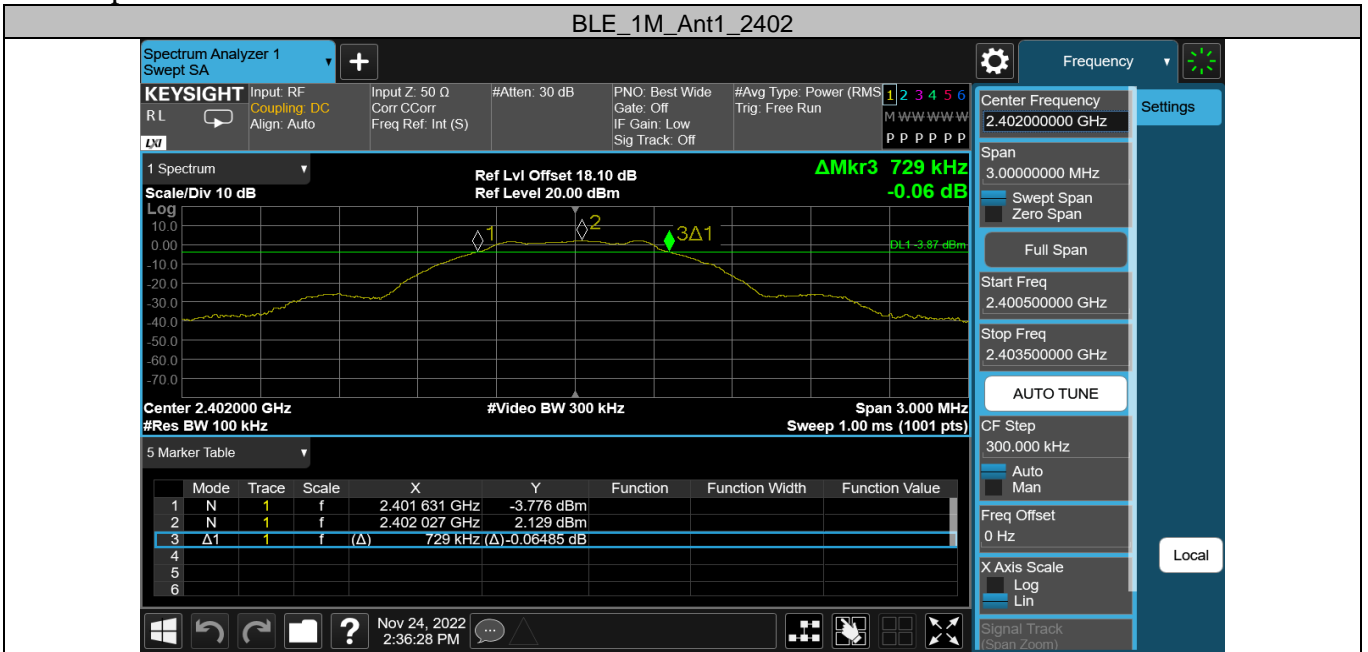 BLE_1M_Ant1_2402
Spectrum Analyzer 1
Swept SA
Frequency
KEYSIGHT
RL
LXI
Input: RF
Coupling: DC
Align: Auto
Input Z: 50 Ω
Corr CCorr
Freq Ref: Int (S)
#Atten: 30 dB
PNO: Best Wide
Gate: Off
IF Gain: Low
Sig Track: Off
#Avg Type: Power (RMS
Trig: Free Run
1 2 3 4 5 6
M W W W W W
P P P P P P
1 Spectrum
Scale/Div 10 dB
Ref Lvl Offset 18.10 dB
Ref Level 20.00 dBm
ΔMkr3 729 kHz
-0.06 dB
Log
10.0
0.00
-10.0
-20.0
-30.0
-40.0
-50.0
-60.0
-70.0
1
2
3Δ1
DL1 -3.87 dBm
Center 2.402000 GHz
#Video BW 300 kHz
Span 3.000 MHz
#Res BW 100 kHz
Sweep 1.00 ms (1001 pts)
5 Marker Table
Mode Trace Scale X Y Function Function Width Function Value
1 N 1 f 2.401 631 GHz -3.776 dBm
2 N 1 f 2.402 027 GHz 2.129 dBm
3 Δ1 1 f (Δ) 729 kHz (Δ) -0.06485 dB
4
5
6
Nov 24, 2022
2:36:28 PM
?
Center Frequency
2.402000000 GHz
Settings
Span
3.00000000 MHz
Swept Span
Zero Span
Full Span
Start Freq
2.400500000 GHz
Stop Freq
2.403500000 GHz
AUTO TUNE
CF Step
300.000 kHz
Auto
Man
Freq Offset
0 Hz
Local
X Axis Scale
Log
Lin
Signal Track
(Span Zoom)